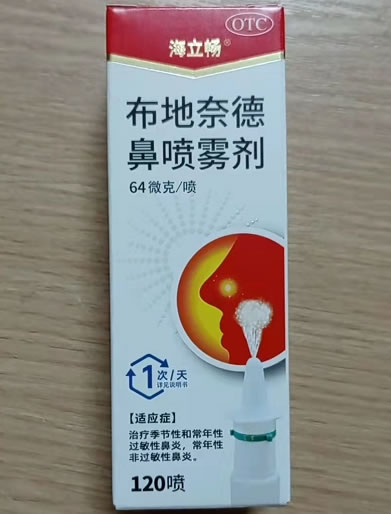 OTC
海立畅®
布地奈德
鼻喷雾剂
64微克/喷
1次/天
详见说明书
【适应症】
治疗季节性和常年性
过敏性鼻炎，常年性
非过敏性鼻炎。
120喷